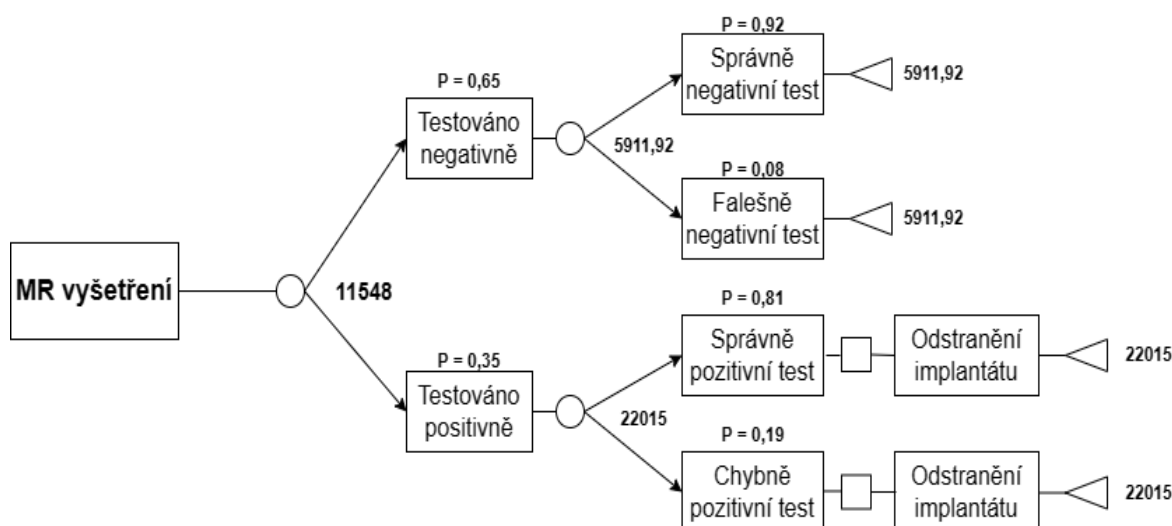 P = 0,92
Správně
negativní test
5911,92
P = 0,65
Testováno
negativně
5911,92
P = 0,08
Falešně
negativní test
5911,92
MR vyšetření
11548
P = 0,81
Správně
pozitivní test
Odstranění
implantátu
22015
P = 0,35
Testováno
positivně
22015
P = 0,19
Chybně
pozitivní test
Odstranění
implantátu
22015